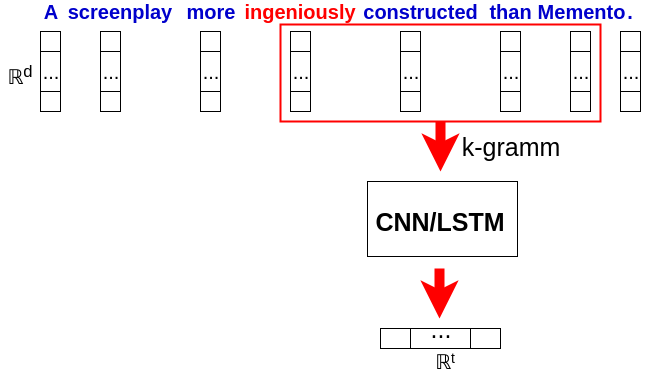 A screenplay more ingeniously constructed than Memento.
ℝd ... ... ... ... ... ... ... ...
k-gramm
CNN/LSTM
...
ℝt